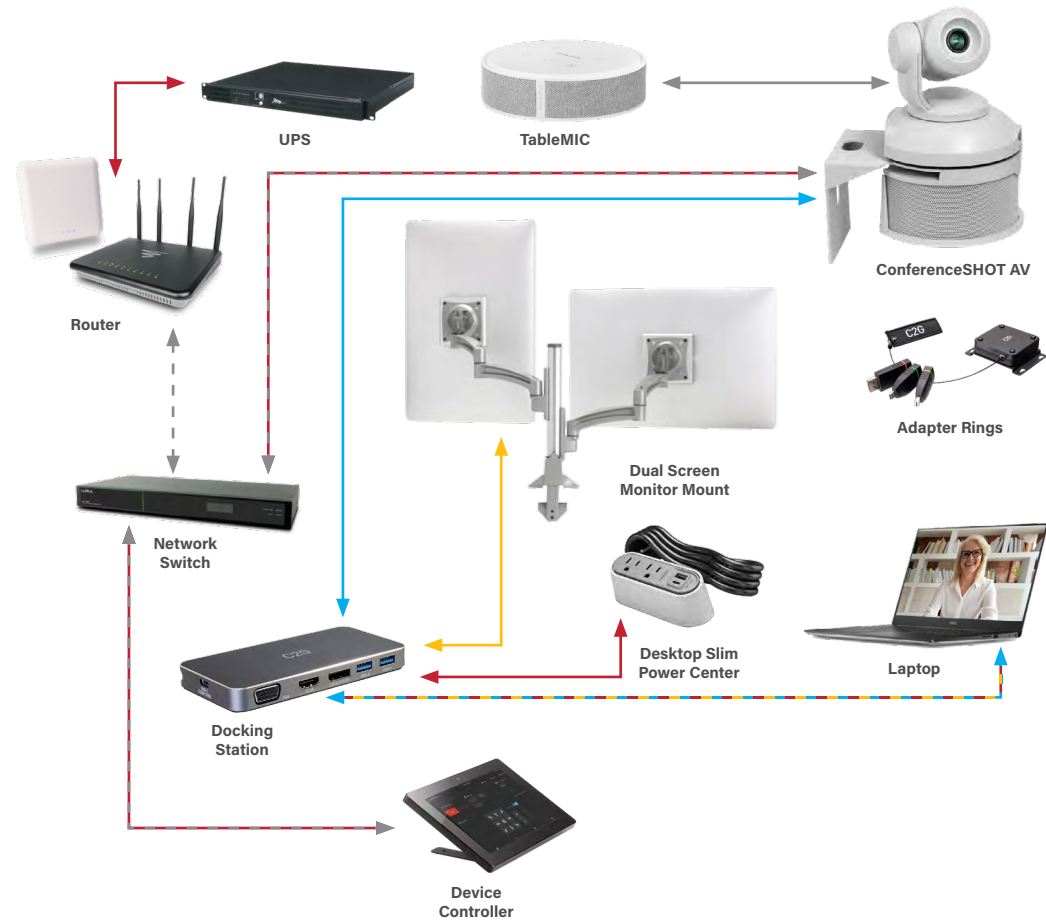 UPS
TableMIC
ConferenceSHOT AV
Router
C2G
Adapter Rings
Dual Screen
Monitor Mount
Network
Switch
Desktop Slim
Power Center
Laptop
C2G
Docking
Station
Device
Controller